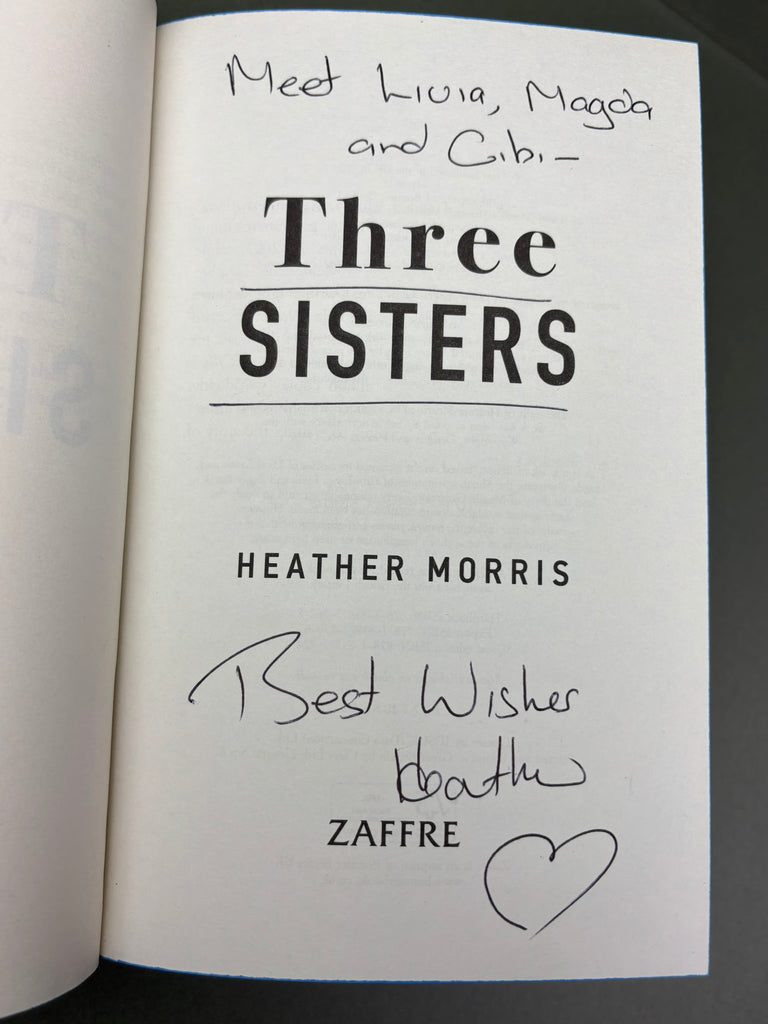 Meet Livia, Magda
and Cibi -
Three
SISTERS
HEATHER MORRIS
Best Wishes
Heather
ZAFFRE